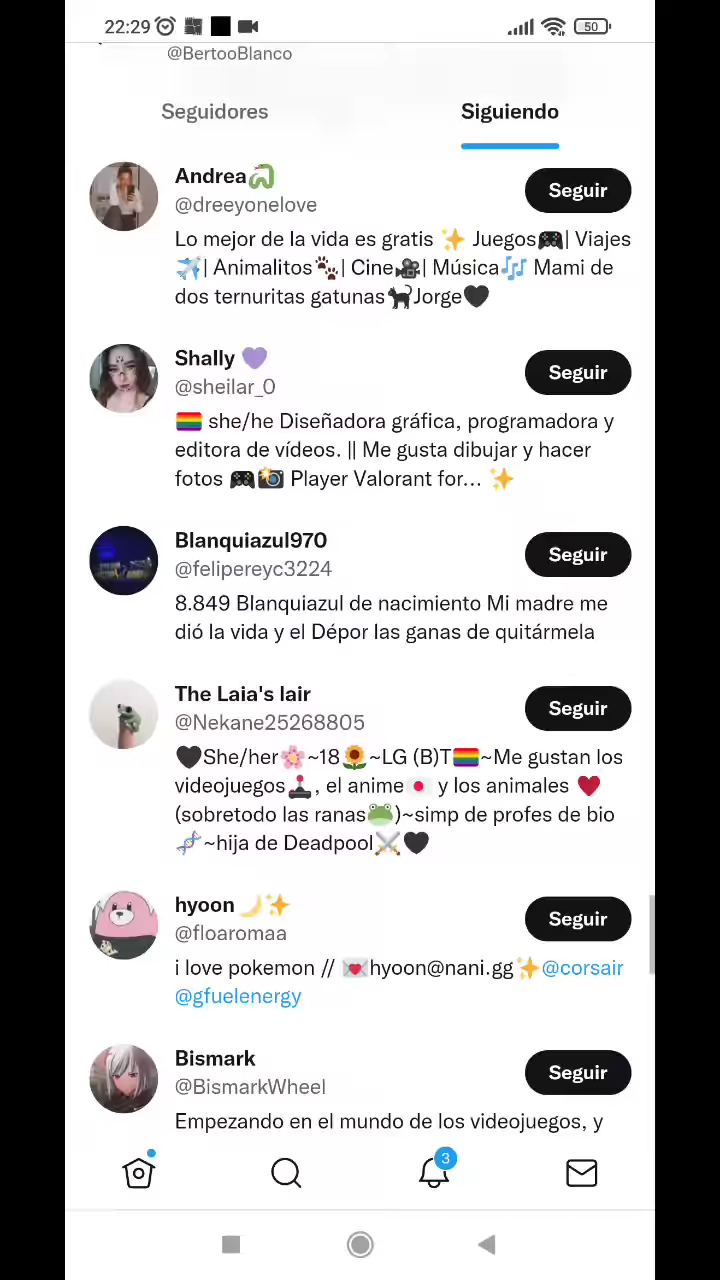 22:29 50
@BertooBlanco
Seguidores Siguiendo
Andrea🐍 Seguir
@dreeyonelove
Lo mejor de la vida es gratis ✨ Juegos🎮| Viajes
✈️| Animalitos🐾| Cine🎥| Música🎶 Mami de
dos ternuritas gatunas🐈‍⬛Jorge🖤
Shally 💜 Seguir
@sheilar_0
🏳️‍🌈 she/he Diseñadora gráfica, programadora y
editora de vídeos. || Me gusta dibujar y hacer
fotos 🎮📸 Player Valorant for... ✨
Blanquiazul970 Seguir
@felipereyc3224
8.849 Blanquiazul de nacimiento Mi madre me
dió la vida y el Dépor las ganas de quitármela
The Laia's lair Seguir
@Nekane25268805
🖤She/her🌸~18🌻~LG (B)T🏳️‍🌈~Me gustan los
videojuegos🕹️, el anime🇯🇵 y los animales ♥️
(sobretodo las ranas🐸)~simp de profes de bio
🧬~hija de Deadpool⚔️🖤
hyoon 🌙✨ Seguir
@floaromaa
i love pokemon // 💌hyoon@nani.gg✨@corsair
@gfuelenergy
Bismark Seguir
@BismarkWheel
Empezando en el mundo de los videojuegos, y
3